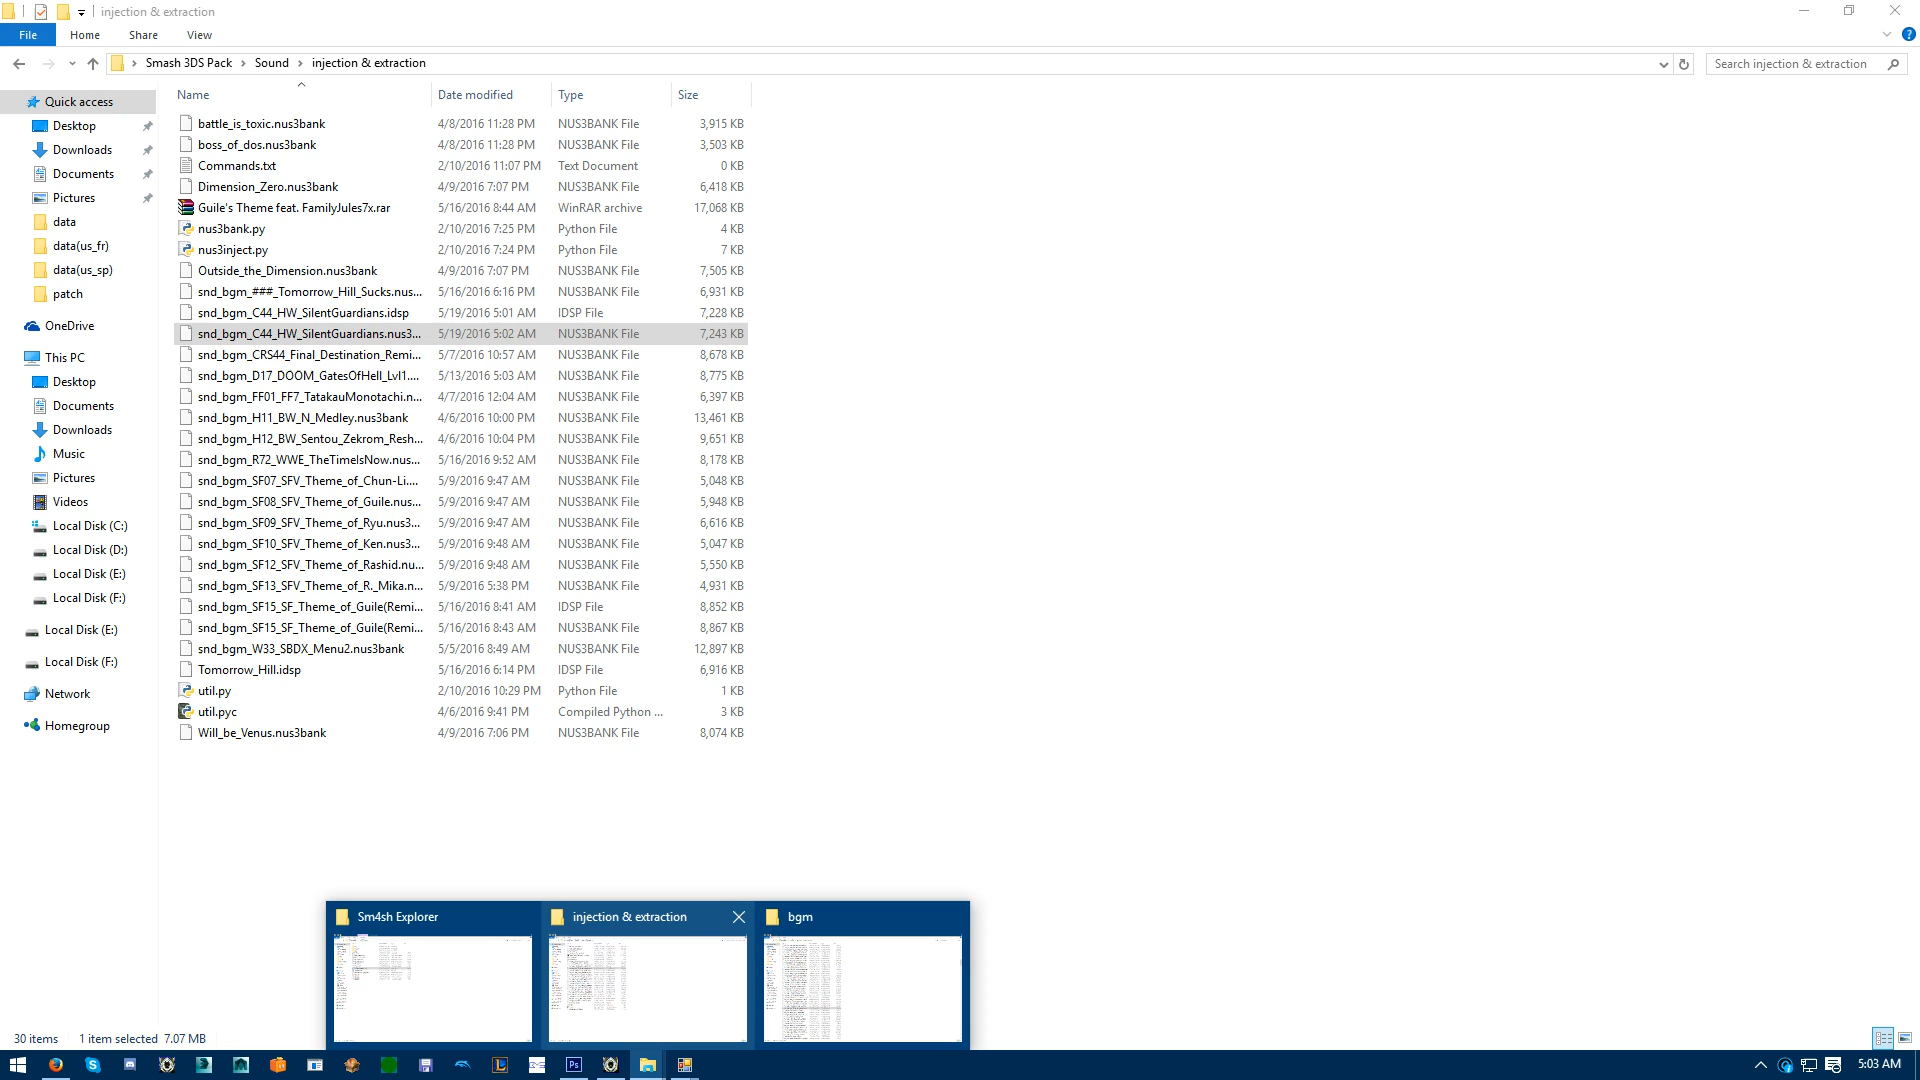 injection & extraction
File Home Share View
Smash 3DS Pack Sound injection & extraction
Search injection & extraction
Name Date modified Type Size
Quick access
Desktop
Downloads
Documents
Pictures
data
data(us_fr)
data(us_sp)
patch
OneDrive
This PC
Desktop
Documents
Downloads
Music
Pictures
Videos
Local Disk (C:)
Local Disk (D:)
Local Disk (E:)
Local Disk (F:)
Local Disk (E:)
Local Disk (F:)
Network
Homegroup
battle_is_toxic.nus3bank 4/8/2016 11:28 PM NUS3BANK File 3,915 KB
boss_of_dos.nus3bank 4/8/2016 11:28 PM NUS3BANK File 3,503 KB
Commands.txt 2/10/2016 11:07 PM Text Document 0 KB
Dimension_Zero.nus3bank 4/9/2016 7:07 PM NUS3BANK File 6,418 KB
Guile's Theme feat. FamilyJules7x.rar 5/16/2016 8:44 AM WinRAR archive 17,068 KB
nus3bank.py 2/10/2016 7:25 PM Python File 4 KB
nus3inject.py 2/10/2016 7:24 PM Python File 7 KB
Outside_the_Dimension.nus3bank 4/9/2016 7:07 PM NUS3BANK File 7,505 KB
snd_bgm_###_Tomorrow_Hill_Sucks.nus... 5/16/2016 6:16 PM NUS3BANK File 6,931 KB
snd_bgm_C44_HW_SilentGuardians.idsp 5/19/2016 5:01 AM IDSP File 7,228 KB
snd_bgm_C44_HW_SilentGuardians.nus3... 5/19/2016 5:02 AM NUS3BANK File 7,243 KB
snd_bgm_CRS44_Final_Destination_Remi... 5/7/2016 10:57 AM NUS3BANK File 8,678 KB
snd_bgm_D17_DOOM_GatesOfHell_Lvl1.... 5/13/2016 5:03 AM NUS3BANK File 8,775 KB
snd_bgm_FF01_FF7_TatakauMonotachi.n... 4/7/2016 12:04 AM NUS3BANK File 6,397 KB
snd_bgm_H11_BW_N_Medley.nus3bank 4/6/2016 10:00 PM NUS3BANK File 13,461 KB
snd_bgm_H12_BW_Sentou_Zekrom_Resh... 4/6/2016 10:04 PM NUS3BANK File 9,651 KB
snd_bgm_R72_WWE_TheTimeIsNow.nus... 5/16/2016 9:52 AM NUS3BANK File 8,178 KB
snd_bgm_SF07_SFV_Theme_of_Chun-Li.... 5/9/2016 9:47 AM NUS3BANK File 5,048 KB
snd_bgm_SF08_SFV_Theme_of_Guile.nus... 5/9/2016 9:47 AM NUS3BANK File 5,948 KB
snd_bgm_SF09_SFV_Theme_of_Ryu.nus3... 5/9/2016 9:47 AM NUS3BANK File 6,616 KB
snd_bgm_SF10_SFV_Theme_of_Ken.nus3... 5/9/2016 9:48 AM NUS3BANK File 5,047 KB
snd_bgm_SF12_SFV_Theme_of_Rashid.nu... 5/9/2016 9:48 AM NUS3BANK File 5,550 KB
snd_bgm_SF13_SFV_Theme_of_R._Mika.n... 5/9/2016 5:38 PM NUS3BANK File 4,931 KB
snd_bgm_SF15_SF_Theme_of_Guile(Remi... 5/16/2016 8:41 AM IDSP File 8,852 KB
snd_bgm_SF15_SF_Theme_of_Guile(Remi... 5/16/2016 8:43 AM NUS3BANK File 8,867 KB
snd_bgm_W33_SBDX_Menu2.nus3bank 5/5/2016 8:49 AM NUS3BANK File 12,897 KB
Tomorrow_Hill.idsp 5/16/2016 6:14 PM IDSP File 6,916 KB
util.py 2/10/2016 10:29 PM Python File 1 KB
util.pyc 4/6/2016 9:41 PM Compiled Python ... 3 KB
Will_be_Venus.nus3bank 4/9/2016 7:06 PM NUS3BANK File 8,074 KB
Sm4sh Explorer injection & extraction bgm
30 items 1 item selected 7.07 MB
5:03 AM